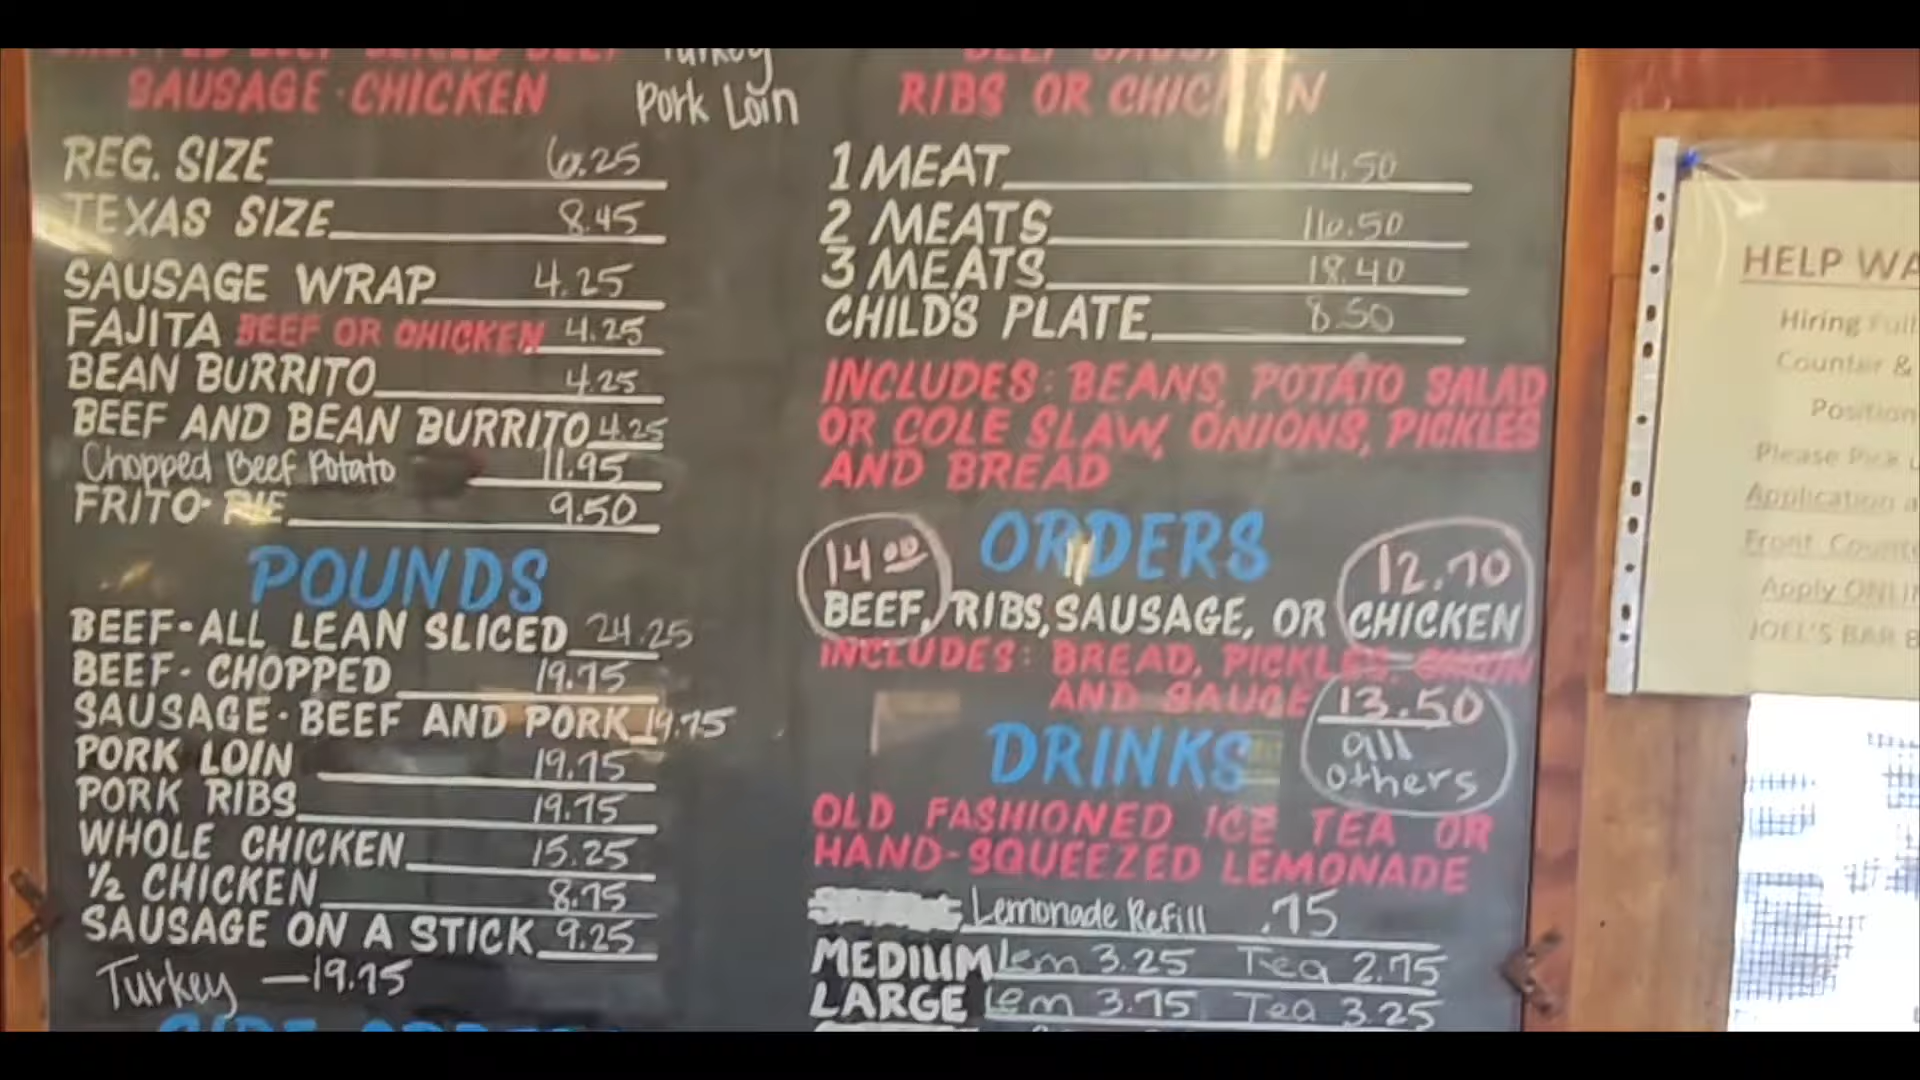 SAUSAGE · CHICKEN
Turkey
Pork Loin
REG. SIZE 6.25
TEXAS SIZE 8.45
SAUSAGE WRAP 4.25
FAJITA BEEF OR CHICKEN 4.25
BEAN BURRITO 4.25
BEEF AND BEAN BURRITO 4.25
Chopped Beef Potato 11.95
FRITO-PIE 9.50
POUNDS
BEEF-ALL LEAN SLICED 24.25
BEEF-CHOPPED 19.75
SAUSAGE-BEEF AND PORK 19.75
PORK LOIN 19.75
PORK RIBS 19.75
WHOLE CHICKEN 15.25
½ CHICKEN 8.75
SAUSAGE ON A STICK 9.25
Turkey — 19.75
RIBS OR CHICKEN
1 MEAT 14.50
2 MEATS 16.50
3 MEATS 18.40
CHILD'S PLATE 8.50
INCLUDES: BEANS, POTATO SALAD
OR COLE SLAW, ONIONS, PICKLES
AND BREAD
ORDERS
14.00 12.70
BEEF, RIBS, SAUSAGE, OR CHICKEN
INCLUDES: BREAD, PICKLES, ONION
AND SAUCE 13.50
all
others
DRINKS
OLD FASHIONED ICE TEA OR
HAND-SQUEEZED LEMONADE
Lemonade Refill .75
MEDIUM Lem 3.25 Tea 2.75
LARGE Lem 3.75 Tea 3.25
HELP
Hiring
Counter &
Position
Please Pick
Application
Front
Apply
JOEL'S BAR